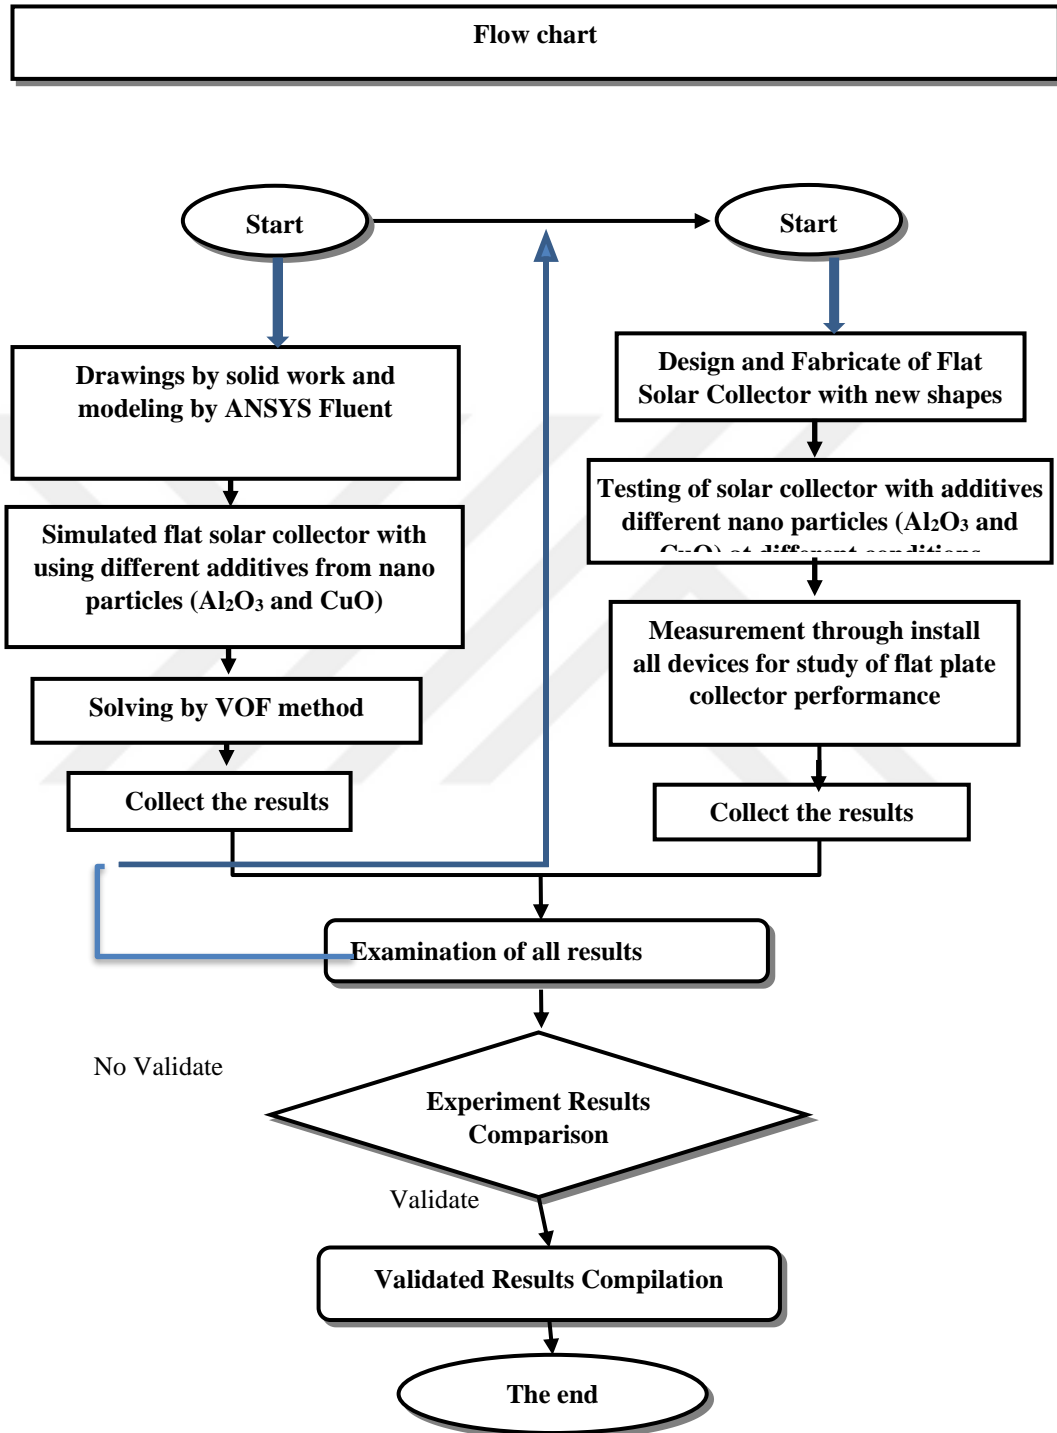 Flow chart
Start
Start
Drawings by solid work and
modeling by ANSYS Fluent
Simulated flat solar collector with
using different additives from nano
particles (Al₂O₃ and CuO)
Solving by VOF method
Collect the results
Design and Fabricate of Flat
Solar Collector with new shapes
Testing of solar collector with additives
different nano particles (Al₂O₃ and
CuO) at different conditions
Measurement through install
all devices for study of flat plate
collector performance
Collect the results
Examination of all results
No Validate
Experiment Results
Comparison
Validate
Validated Results Compilation
The end